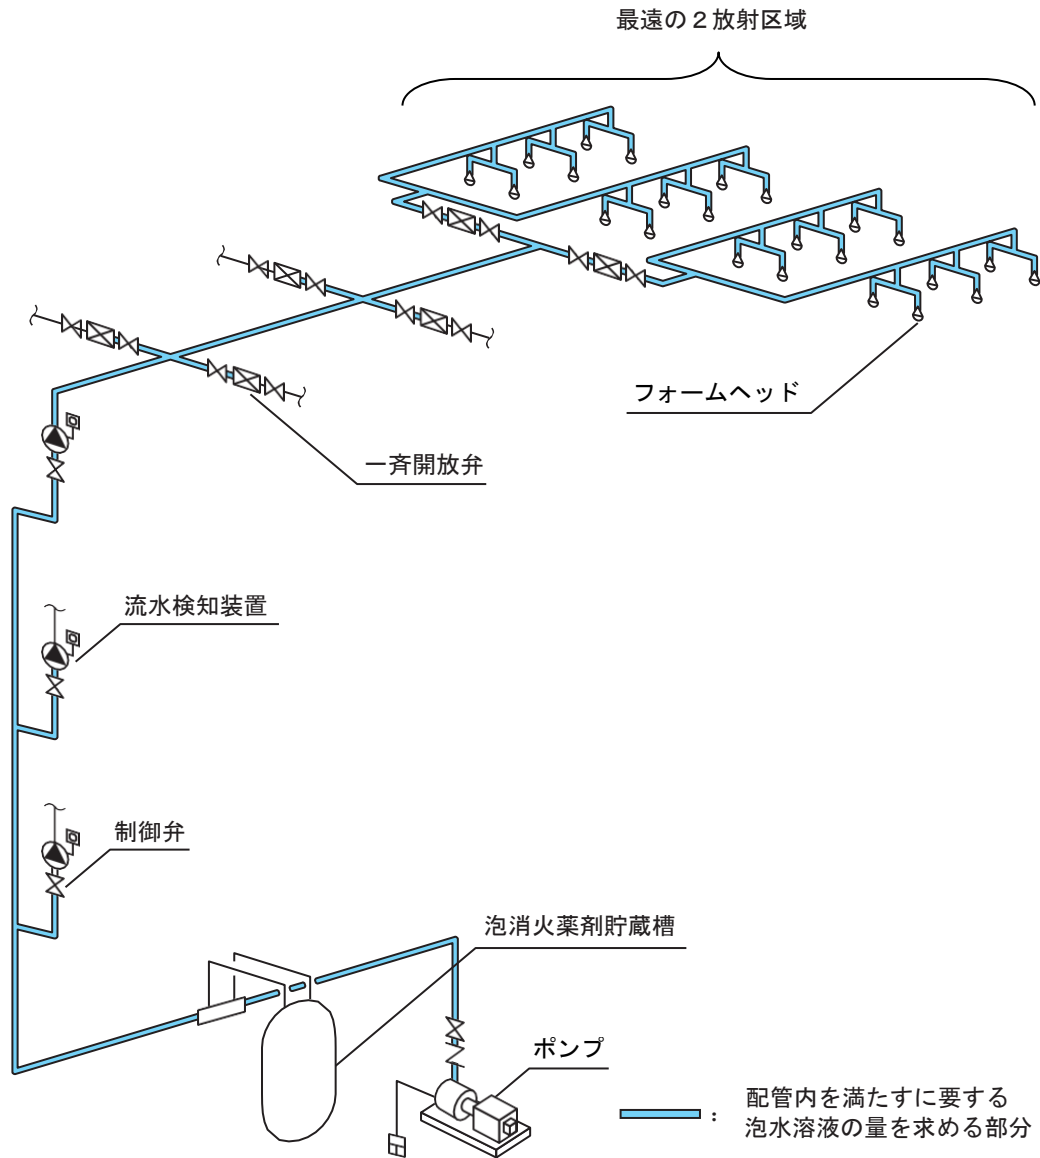 最遠の２放射区域
フォームヘッド
一斉開放弁
流水検知装置
制御弁
泡消火薬剤貯蔵槽
ポンプ
：
配管内を満たすに要する
泡水溶液の量を求める部分